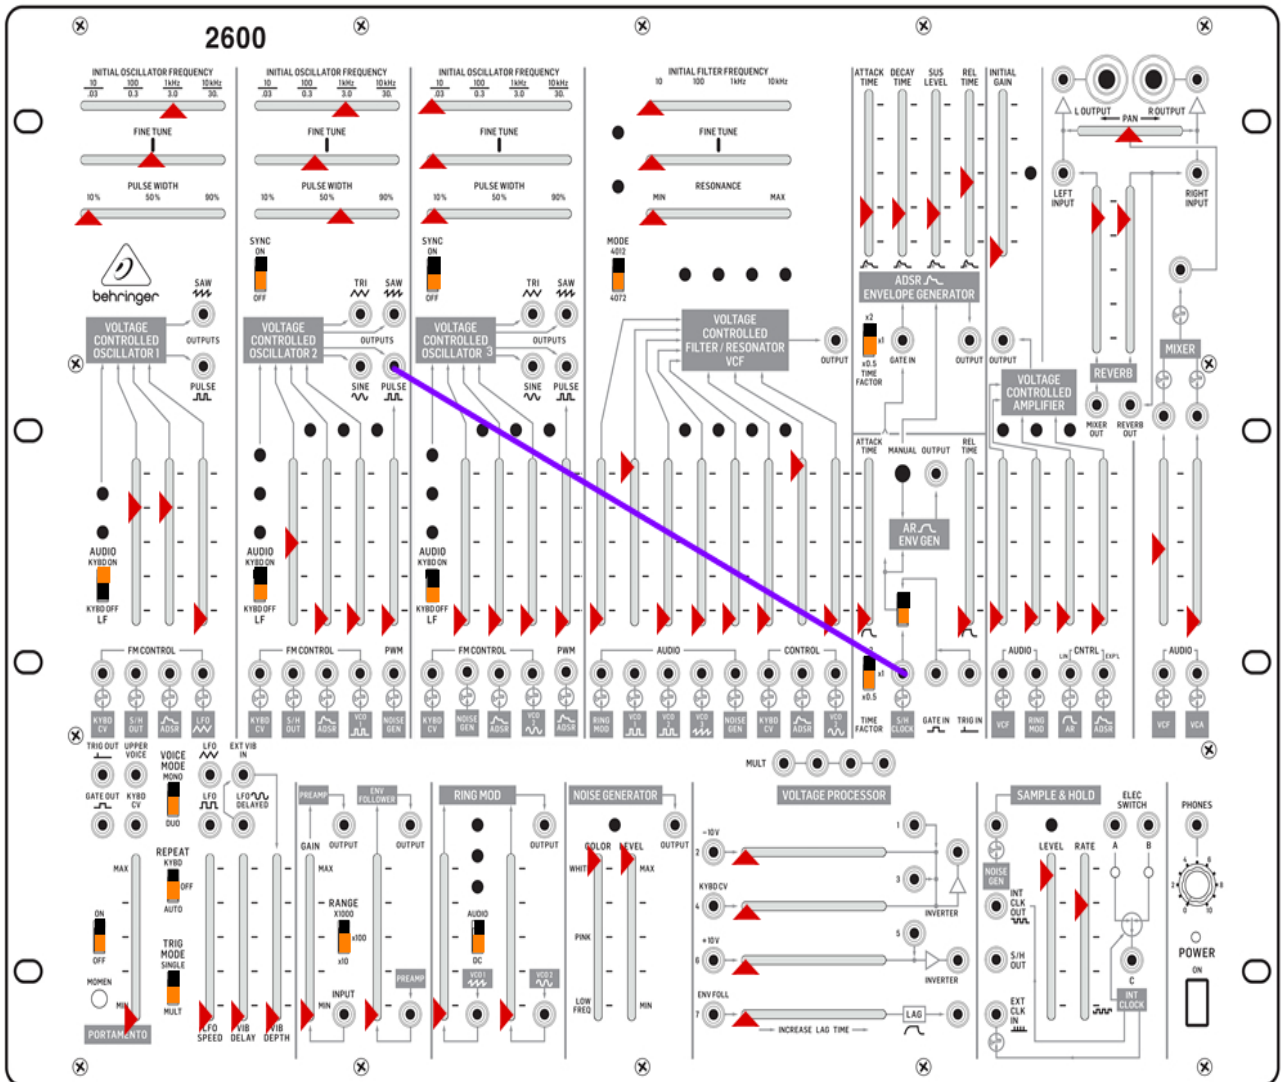 2600
INITIAL OSCILLATOR FREQUENCY
10 100 1kHz 10kHz
.03 0.3 3.0 30.
FINE TUNE
PULSE WIDTH
10% 50% 90%
behringer
SAW
VOLTAGE
CONTROLLED
OSCILLATOR 1
OUTPUTS
PULSE
AUDIO
KYBD ON
KYBD OFF
LF
FM CONTROL
KYBD
CV
S/H
OUT
ADSR
LFO
INITIAL OSCILLATOR FREQUENCY
10 100 1kHz 10kHz
.03 0.3 3.0 30.
FINE TUNE
PULSE WIDTH
10% 50% 90%
SYNC
ON
OFF
TRI SAW
VOLTAGE
CONTROLLED
OSCILLATOR 2
OUTPUTS
SINE PULSE
AUDIO
KYBD ON
KYBD OFF
LF
FM CONTROL
PWM
KYBD
CV
S/H
OUT
ADSR
VCO
1
NOISE
GEN
INITIAL OSCILLATOR FREQUENCY
10 100 1kHz 10kHz
.03 0.3 3.0 30.
FINE TUNE
PULSE WIDTH
10% 50% 90%
SYNC
ON
OFF
TRI SAW
VOLTAGE
CONTROLLED
OSCILLATOR 3
OUTPUTS
SINE PULSE
AUDIO
KYBD ON
KYBD OFF
LF
FM CONTROL
PWM
KYBD
CV
NOISE
GEN
ADSR
VCO
2
ADSR
INITIAL FILTER FREQUENCY
10 100 1kHz 10kHz
FINE TUNE
RESONANCE
MIN MAX
MODE
4012
4072
VOLTAGE
CONTROLLED
FILTER / RESONATOR
VCF
OUTPUT
AUDIO
CONTROL
RING
MOD
VCO
1
VCO
2
VCO
3
NOISE
GEN
KYBD
CV
ADSR
VCO
2
ATTACK
TIME
DECAY
TIME
SUS
LEVEL
REL
TIME
ADSR
ENVELOPE GENERATOR
x2
x1
x0.5
TIME
FACTOR
GATE IN
OUTPUT
ATTACK
TIME
MANUAL OUTPUT
REL
TIME
AR
ENV GEN
x1
x0.5
TIME
FACTOR
S/H
CLOCK
GATE IN
TRIG IN
INITIAL
GAIN
OUTPUT
VOLTAGE
CONTROLLED
AMPLIFIER
AUDIO
CNTRL
LIN EXP'L
VCF
RING
MOD
AR
ADSR
L OUTPUT R OUTPUT
PAN
LEFT
INPUT
RIGHT
INPUT
MIXER
REVERB
MIXER
OUT
REVERB
OUT
AUDIO
VCF
VCA
TRIG OUT
UPPER
VOICE
VOICE
MODE
MONO
DUO
LFO
EXT VIB
IN
GATE OUT
KYBD
CV
LFO
LFO
DELAYED
REPEAT
KYBD
OFF
AUTO
MAX
MIN
ON
OFF
MOMEN
TRIG
MODE
SINGLE
MULT
PORTAMENTO
LFO
SPEED
VIB
DELAY
VIB
DEPTH
PREAMP
ENV
FOLLOWER
OUTPUT
OUTPUT
GAIN
MAX
RANGE
X1000
x100
x10
MIN
INPUT
PREAMP
RING MOD
OUTPUT
AUDIO
DC
VCO 1
VCO 2
NOISE GENERATOR
OUTPUT
COLOR LEVEL
MAX
PINK
LOW
FREQ
MIN
MULT
VOLTAGE PROCESSOR
-10V
2
KYBD CV
4
+10V
6
ENV FOLL
7
1
3
INVERTER
5
INVERTER
LAG
INCREASE LAG TIME
SAMPLE & HOLD
ELEC
SWITCH
A B
LEVEL RATE
NOISE
GEN
INT
CLK
OUT
S/H
OUT
EXT
CLK
IN
C
INT
CLOCK
PHONES
4 6
2 8
0 10
POWER
ON